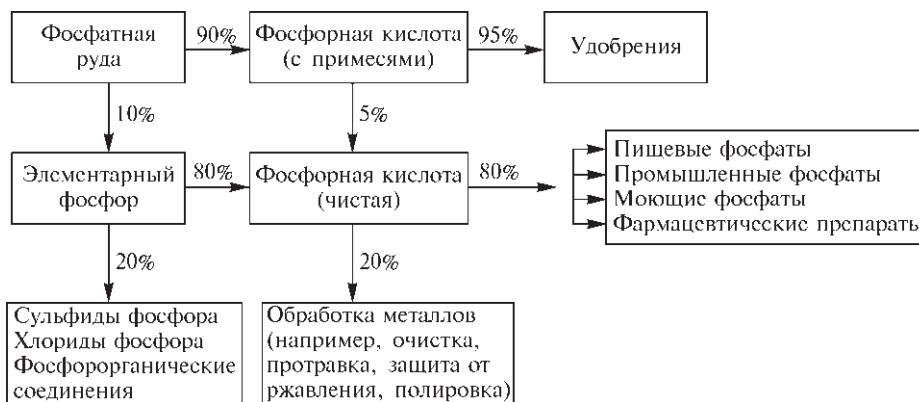 Фосфатная
руда
90%
Фосфорная кислота
(с примесями)
95%
Удобрения
10%
5%
Элементарный
фосфор
80%
Фосфорная кислота
(чистая)
80%
Пищевые фосфаты
Промышленные фосфаты
Моющие фосфаты
Фармацевтические препараты
20%
20%
Сульфиды фосфора
Хлориды фосфора
Фосфорорганические
соединения
Обработка металлов
(например, очистка,
протравка, защита от
ржавления, полировка)